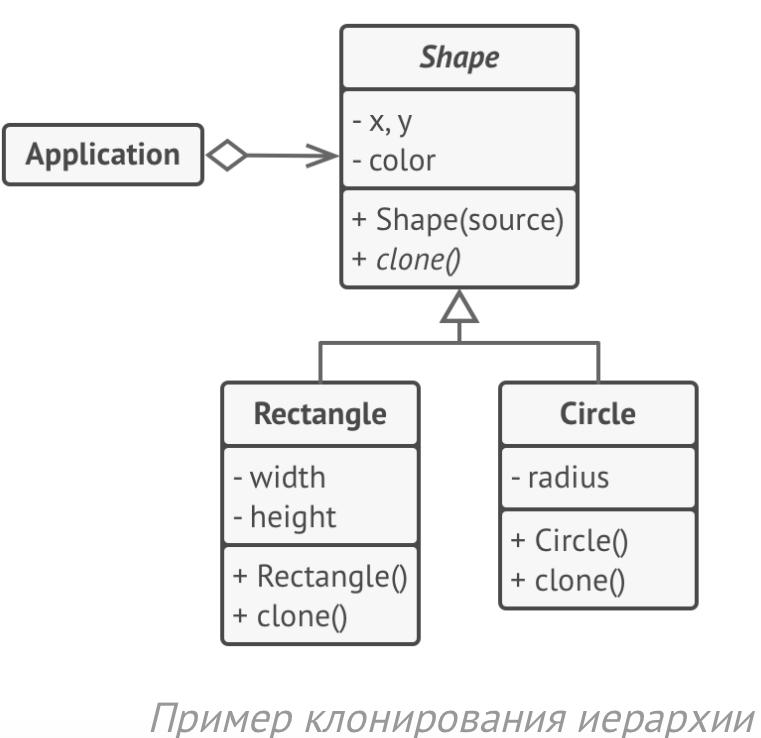 Shape
- x, y
- color
+ Shape(source)
+ clone()
Application
Rectangle
- width
- height
+ Rectangle()
+ clone()
Circle
- radius
+ Circle()
+ clone()
Пример клонирования иерархии